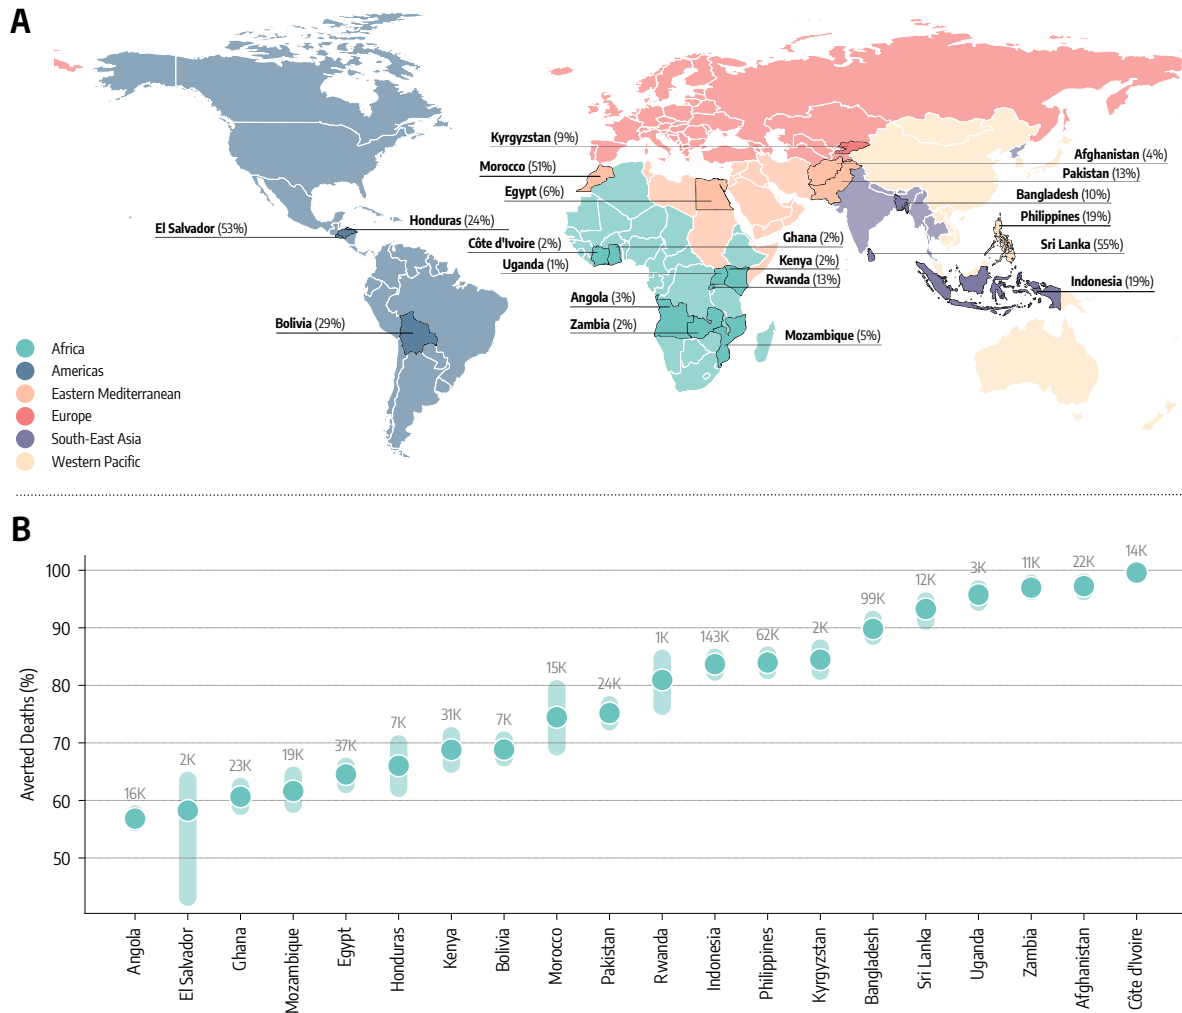 A
Kyrgyzstan (9%)
Morocco (51%)
Egypt (6%)
El Salvador (53%)
Honduras (24%)
Côte d'Ivoire (2%)
Uganda (1%)
Angola (3%)
Zambia (2%)
Bolivia (29%)
Afghanistan (4%)
Pakistan (13%)
Bangladesh (10%)
Philippines (19%)
Ghana (2%)
Sri Lanka (55%)
Kenya (2%)
Rwanda (13%)
Indonesia (19%)
Mozambique (5%)
Africa
Americas
Eastern Mediterranean
Europe
South-East Asia
Western Pacific
B
Averted Deaths (%)
100
90
80
70
60
50
16K
2K
23K
19K
37K
7K
31K
7K
15K
24K
1K
143K
62K
2K
99K
12K
3K
11K
22K
14K
Angola
El Salvador
Ghana
Mozambique
Egypt
Honduras
Kenya
Bolivia
Morocco
Pakistan
Rwanda
Indonesia
Philippines
Kyrgyzstan
Bangladesh
Sri Lanka
Uganda
Zambia
Afghanistan
Côte d'Ivoire